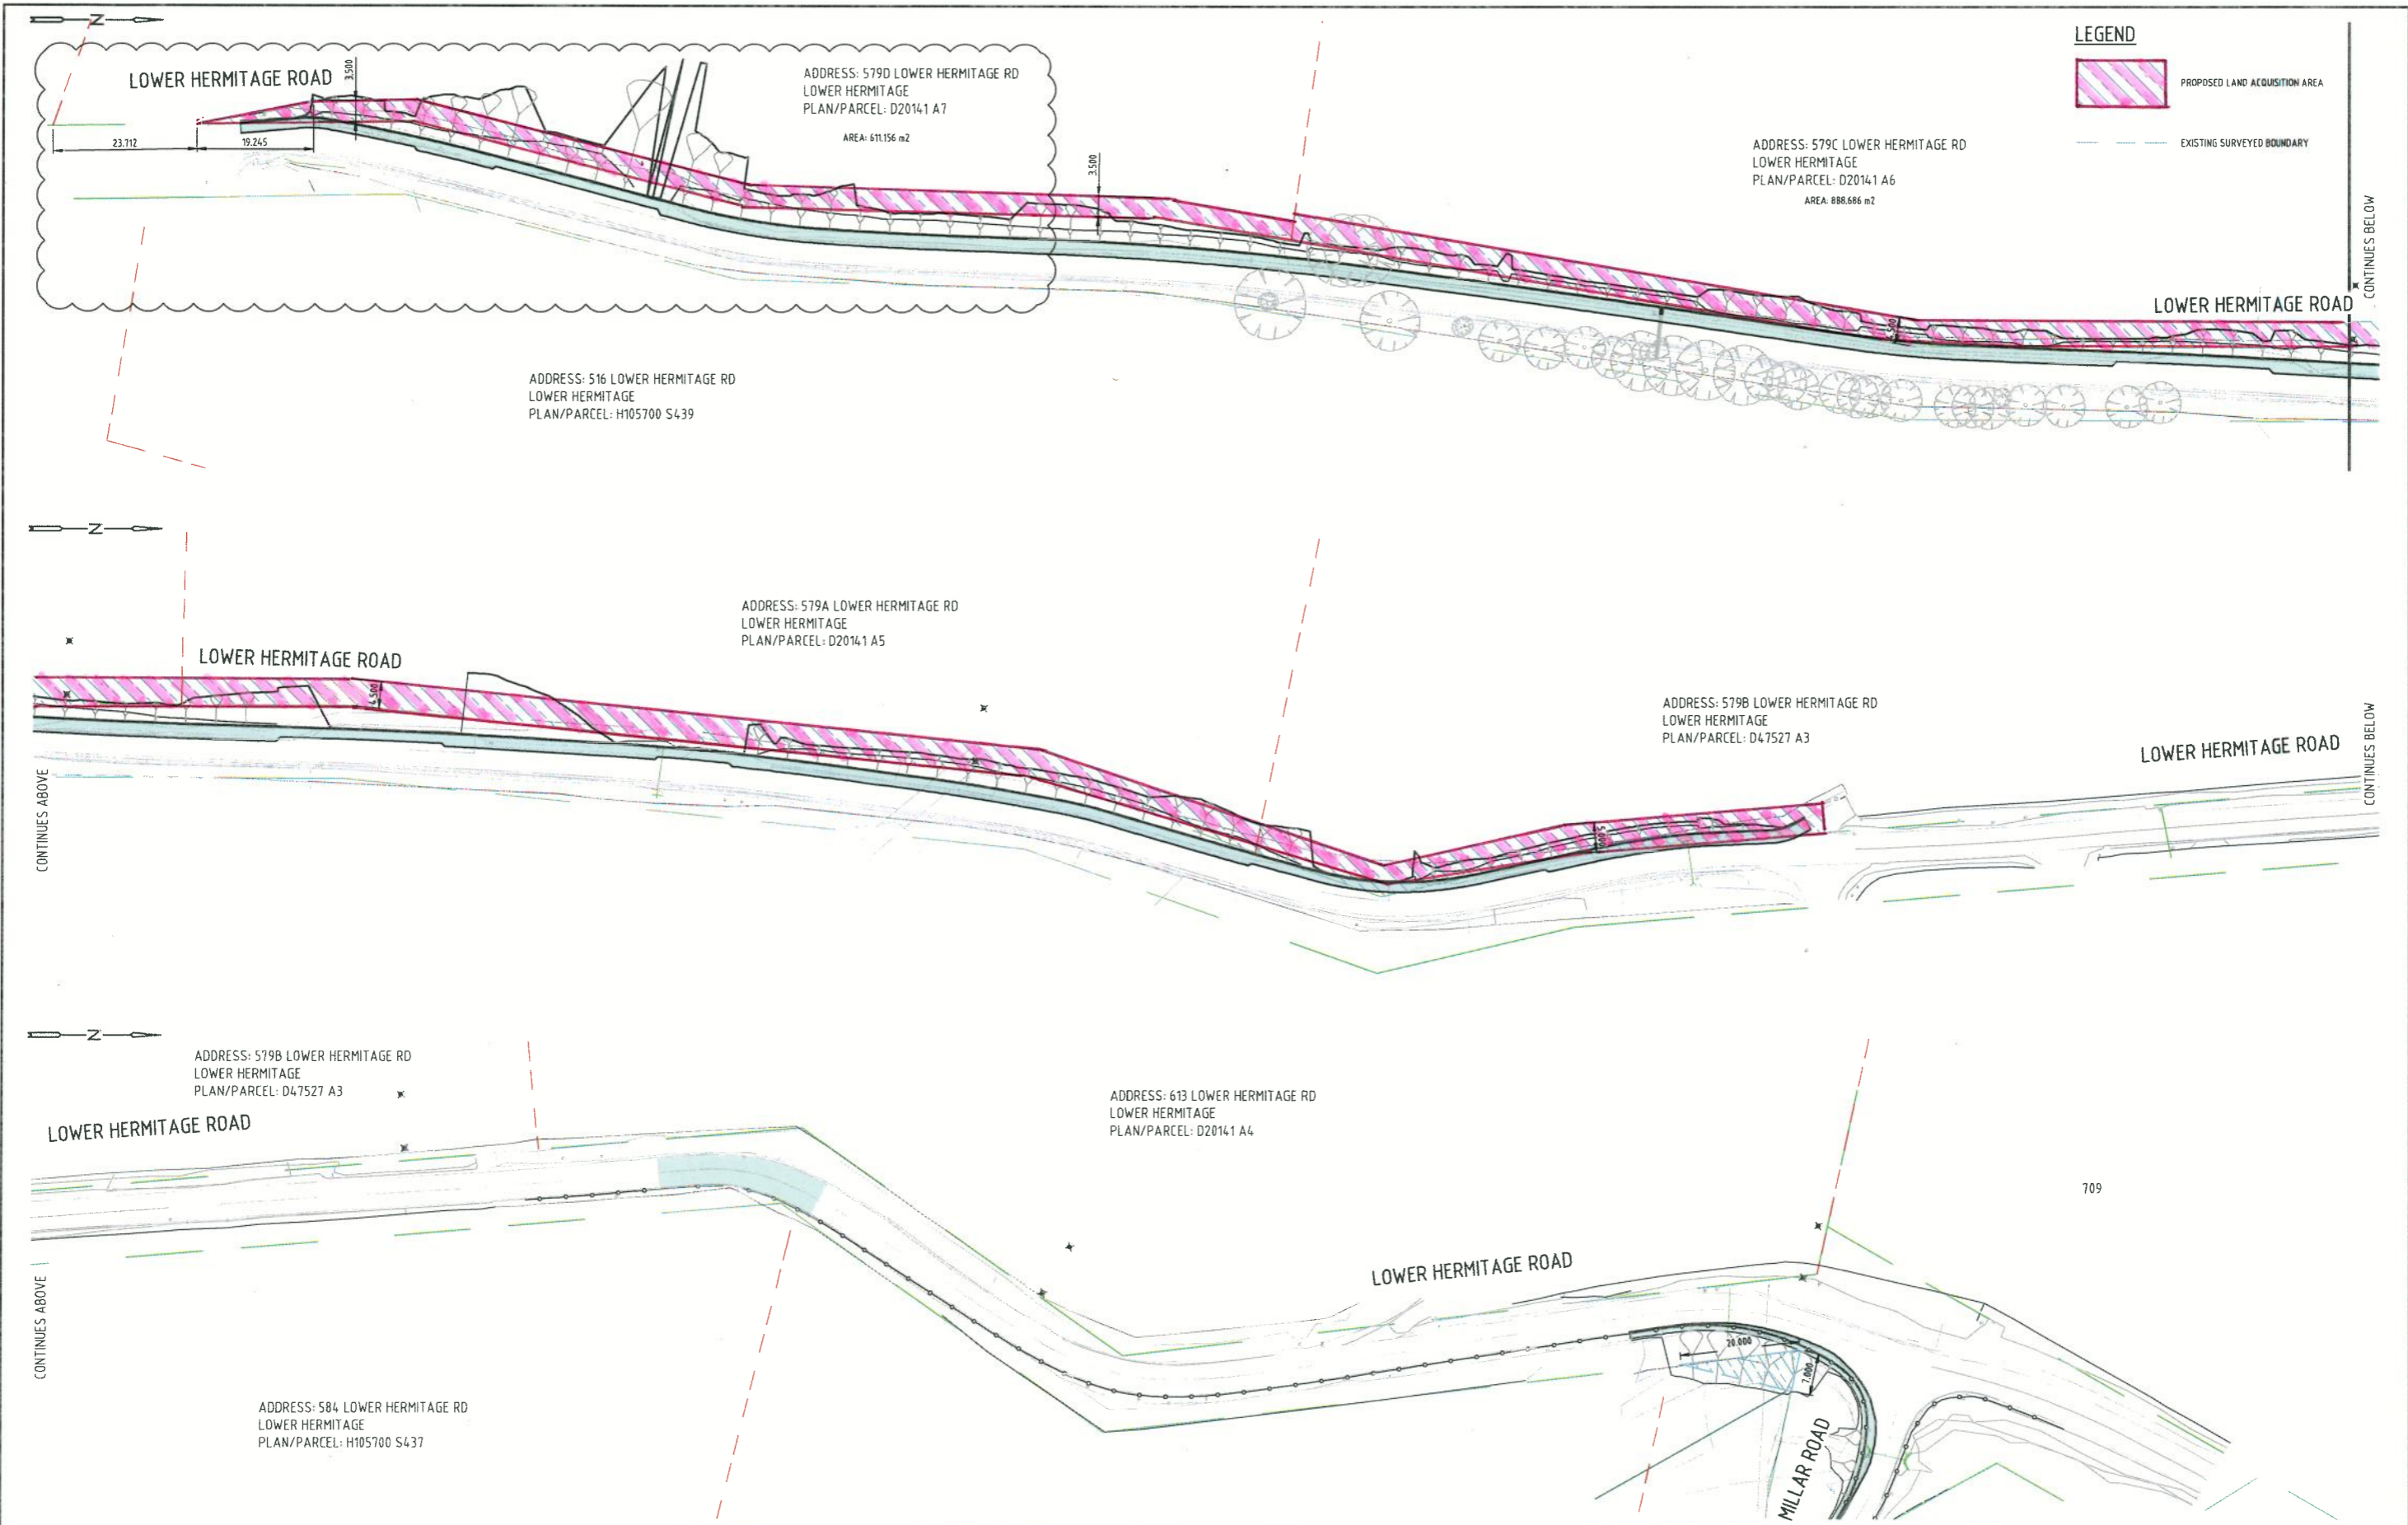 N
LOWER HERMITAGE ROAD
3.500
ADDRESS: 579D LOWER HERMITAGE RD
LOWER HERMITAGE
PLAN/PARCEL: D20141 A7
AREA: 611.156 m2
23.712
19.245
3.500
LEGEND
PROPOSED LAND ACQUISITION AREA
EXISTING SURVEYED BOUNDARY
ADDRESS: 579C LOWER HERMITAGE RD
LOWER HERMITAGE
PLAN/PARCEL: D20141 A6
AREA: 888.686 m2
CONTINUES BELOW
LOWER HERMITAGE ROAD
ADDRESS: 516 LOWER HERMITAGE RD
LOWER HERMITAGE
PLAN/PARCEL: H105700 S439
N
ADDRESS: 579A LOWER HERMITAGE RD
LOWER HERMITAGE
PLAN/PARCEL: D20141 A5
LOWER HERMITAGE ROAD
4.500
ADDRESS: 579B LOWER HERMITAGE RD
LOWER HERMITAGE
PLAN/PARCEL: D47527 A3
LOWER HERMITAGE ROAD
CONTINUES BELOW
5.000
CONTINUES ABOVE
N
ADDRESS: 579B LOWER HERMITAGE RD
LOWER HERMITAGE
PLAN/PARCEL: D47527 A3
LOWER HERMITAGE ROAD
ADDRESS: 613 LOWER HERMITAGE RD
LOWER HERMITAGE
PLAN/PARCEL: D20141 A4
709
LOWER HERMITAGE ROAD
CONTINUES ABOVE
20.000
7.000
ADDRESS: 584 LOWER HERMITAGE RD
LOWER HERMITAGE
PLAN/PARCEL: H105700 S437
MILLAR ROAD